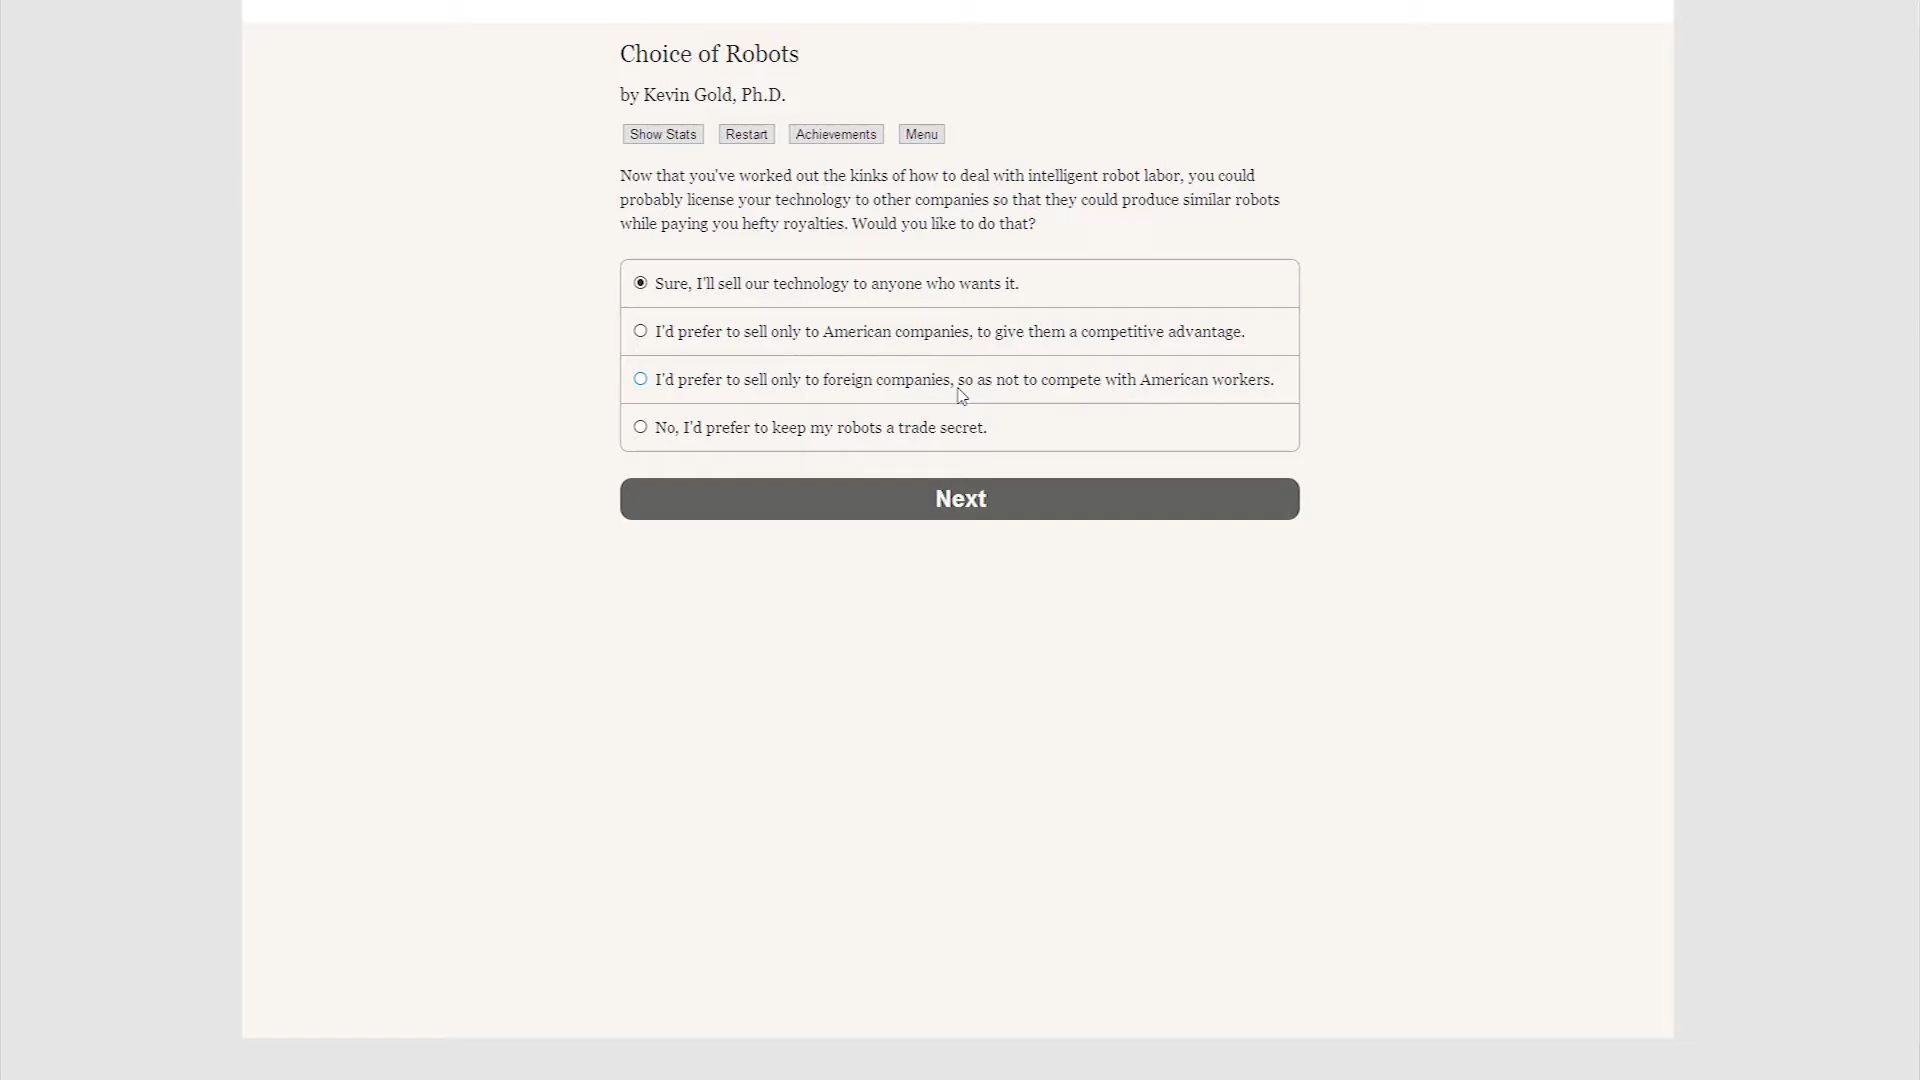 Choice of Robots
by Kevin Gold, Ph.D.
Show Stats Restart Achievements Menu
Now that you've worked out the kinks of how to deal with intelligent robot labor, you could
probably license your technology to other companies so that they could produce similar robots
while paying you hefty royalties. Would you like to do that?
Sure, I'll sell our technology to anyone who wants it.
I'd prefer to sell only to American companies, to give them a competitive advantage.
I'd prefer to sell only to foreign companies, so as not to compete with American workers.
No, I'd prefer to keep my robots a trade secret.
Next